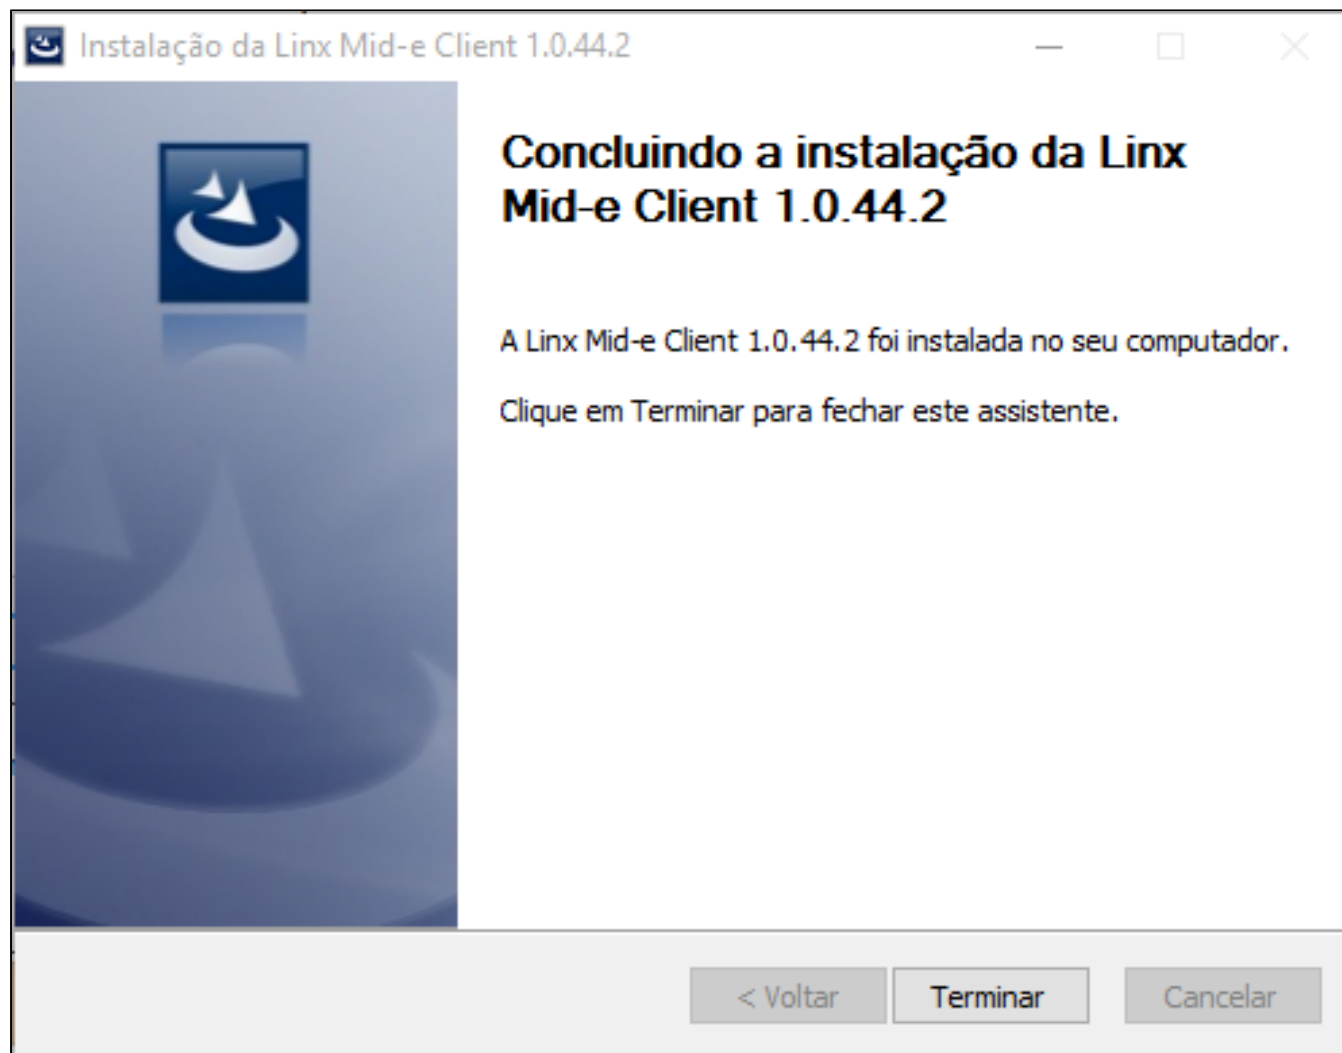 Instalação da Linx Mid-e Client 1.0.44.2
Concluindo a instalação da Linx
Mid-e Client 1.0.44.2
A Linx Mid-e Client 1.0.44.2 foi instalada no seu computador.
Clique em Terminar para fechar este assistente.
< Voltar
Terminar
Cancelar